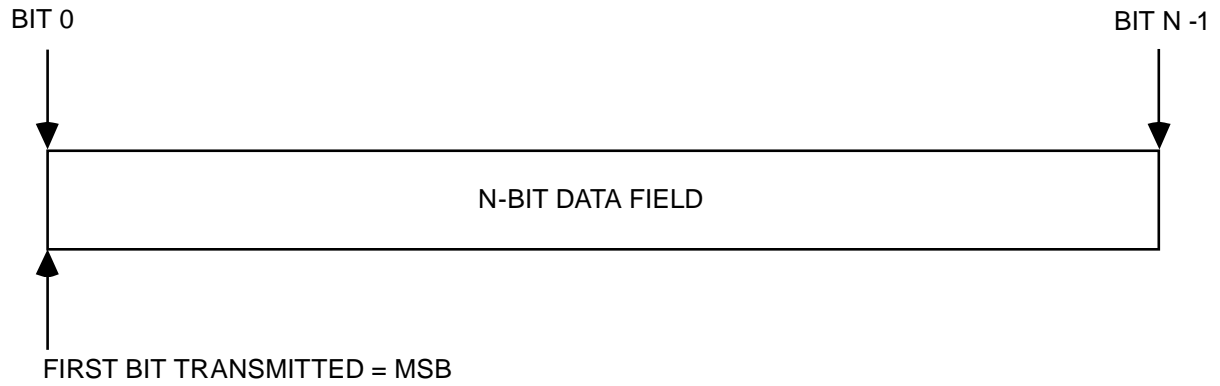 BIT 0
BIT N -1
N-BIT DATA FIELD
FIRST BIT TRANSMITTED = MSB